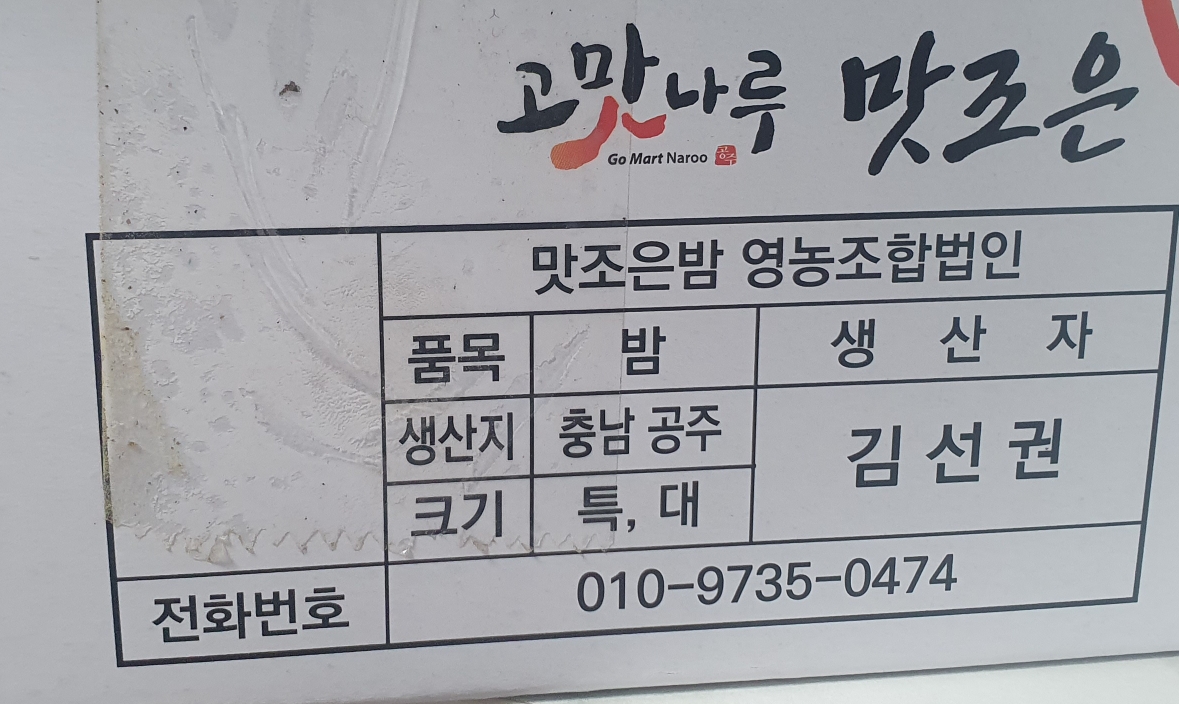 고맛나루 맛조은
Go Mart Naroo 공주
맛조은밤 영농조합법인
품목 밤 생 산 자
생산지 충남 공주 김선권
크기 특, 대
전화번호 010-9735-0474